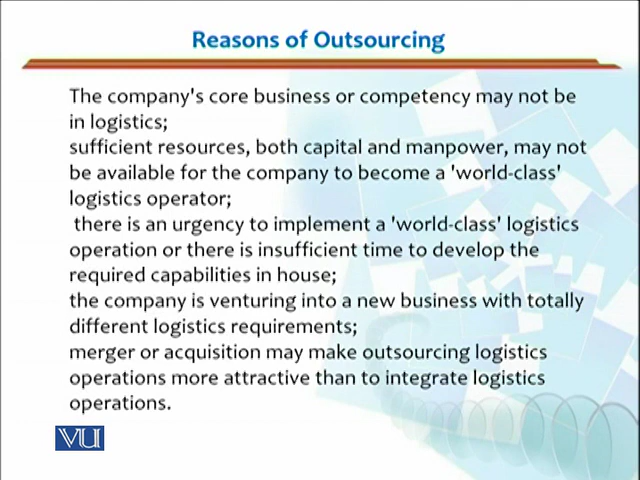 Reasons of Outsourcing
The company's core business or competency may not be
in logistics;
sufficient resources, both capital and manpower, may not
be available for the company to become a 'world-class'
logistics operator;
there is an urgency to implement a 'world-class' logistics
operation or there is insufficient time to develop the
required capabilities in house;
the company is venturing into a new business with totally
different logistics requirements;
merger or acquisition may make outsourcing logistics
operations more attractive than to integrate logistics
operations.
VU